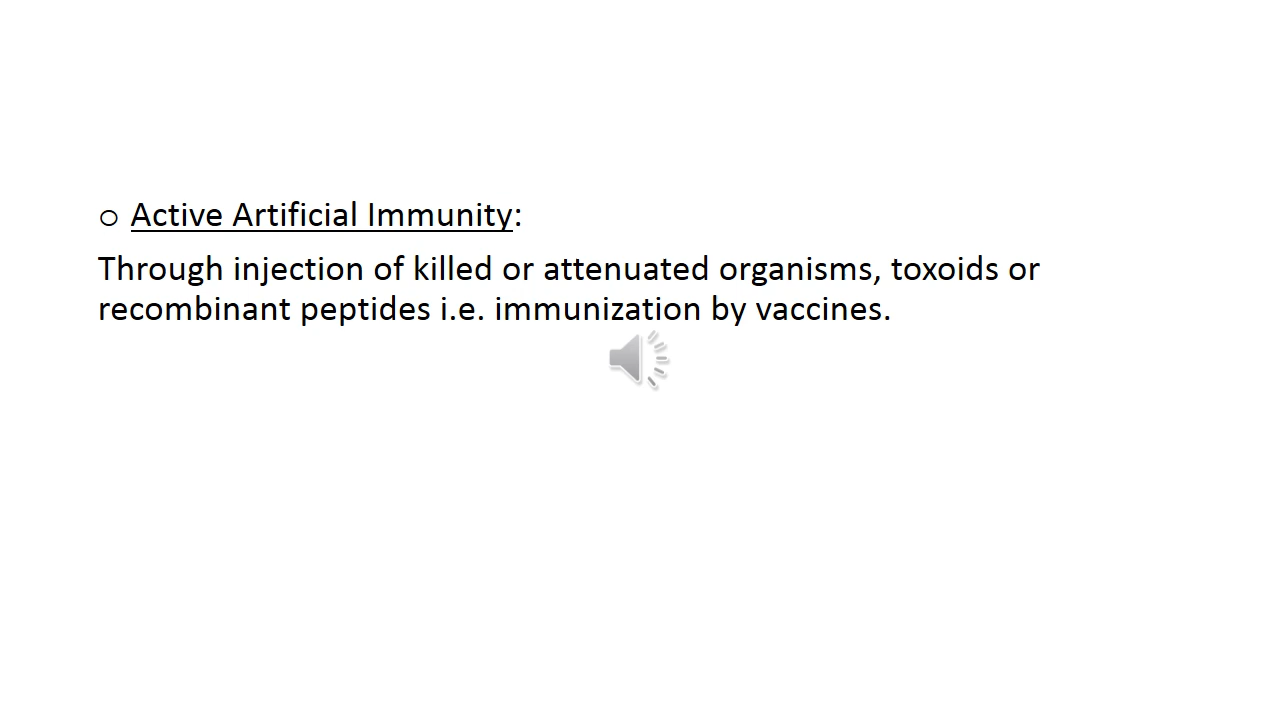 o Active Artificial Immunity:
Through injection of killed or attenuated organisms, toxoids or
recombinant peptides i.e. immunization by vaccines.